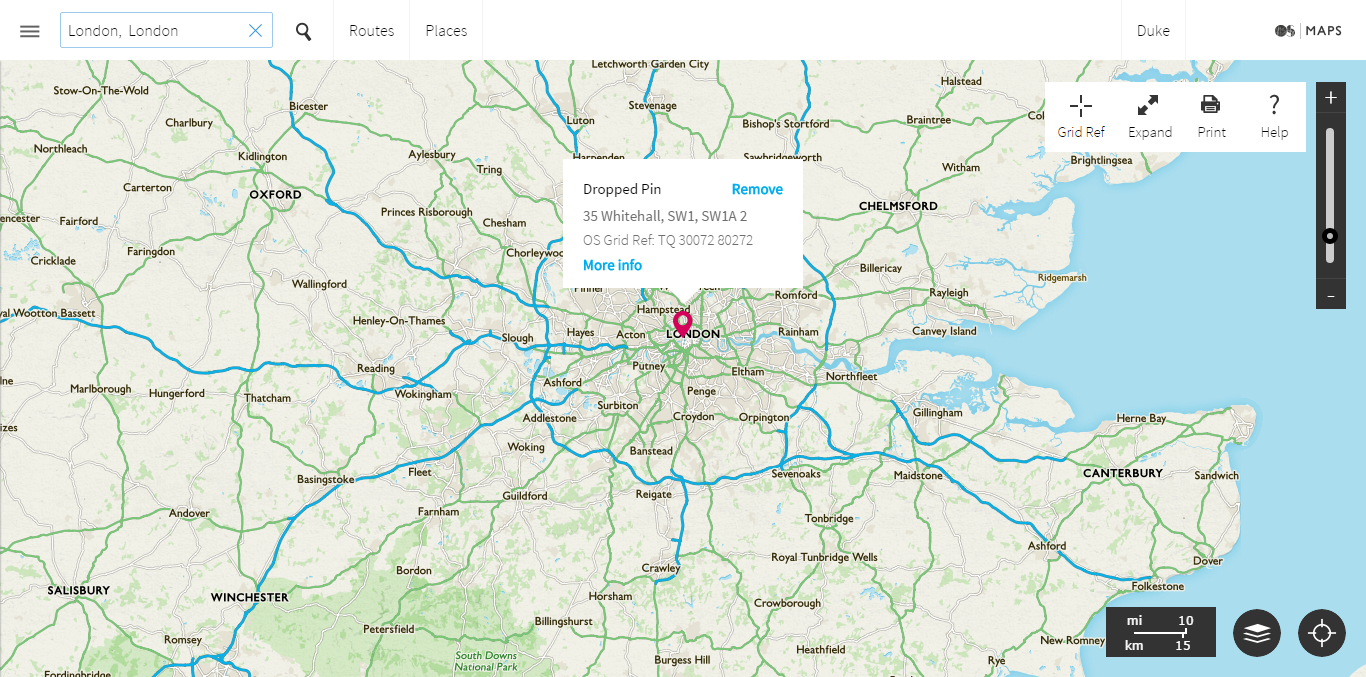 London, London
Routes
Places
Duke
OS MAPS
Letchworth Garden City
Stow-On-The-Wold
Bicester
Stevenage
Halstead
Charlbury
Luton
Bishop's Stortford
Braintree
Grid Ref
Expand
Print
Help
Northleach
Kidlington
Aylesbury
Tring
Harpenden
Sawbridgeworth
Witham
Brightlingsea
Carterton
OXFORD
Dropped Pin
Remove
35 Whitehall, SW1, SW1A 2
OS Grid Ref: TQ 30072 80272
More info
CHELMSFORD
Fairford
Princes Risborough
Chesham
Faringdon
Cricklade
Wallingford
Billericay
Ridgemarsh
Romford
Rayleigh
Wootton Bassett
Henley-On-Thames
Hampstead
Slough
Hayes
Acton
LONDON
Rainham
Canvey Island
Reading
Putney
Eltham
Northfleet
Marlborough
Hungerford
Thatcham
Wokingham
Ashford
Penge
Surbiton
Addlestone
Croydon
Orpington
Gillingham
Herne Bay
Woking
Banstead
Fleet
Basingstoke
Sevenoaks
Maidstone
CANTERBURY
Sandwich
Guildford
Reigate
Andover
Farnham
Tonbridge
Ashford
Royal Tunbridge Wells
Dover
Bordon
Crawley
Folkestone
SALISBURY
WINCHESTER
Horsham
Crowborough
Billingshurst
mi 10
km 15
Petersfield
Romsey
New Romney
South Downs
National Park
Burgess Hill
Heathfield
Rye
Fordingbridge